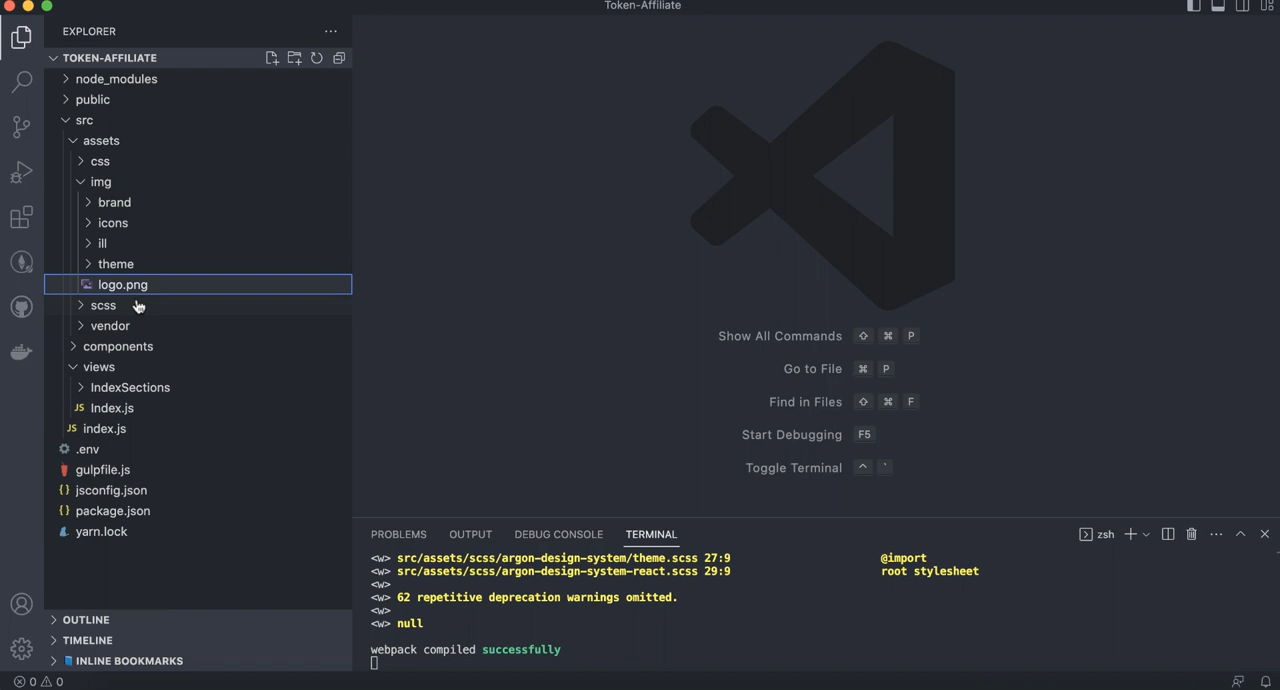 Token-Affiliate
EXPLORER
TOKEN-AFFILIATE
node_modules
public
src
assets
css
img
brand
icons
ill
theme
logo.png
scss
vendor
components
views
IndexSections
JS Index.js
JS index.js
.env
gulpfile.js
{} jsconfig.json
{} package.json
yarn.lock
OUTLINE
TIMELINE
INLINE BOOKMARKS
0 0
Show All Commands ⇧ ⌘ P
Go to File ⌘ P
Find in Files ⇧ ⌘ F
Start Debugging F5
Toggle Terminal ^ `
PROBLEMS OUTPUT DEBUG CONSOLE TERMINAL zsh
<w> src/assets/scss/argon-design-system/theme.scss 27:9 @import
<w> src/assets/scss/argon-design-system-react.scss 29:9 root stylesheet
<w>
<w> 62 repetitive deprecation warnings omitted.
<w>
<w> null
webpack compiled successfully